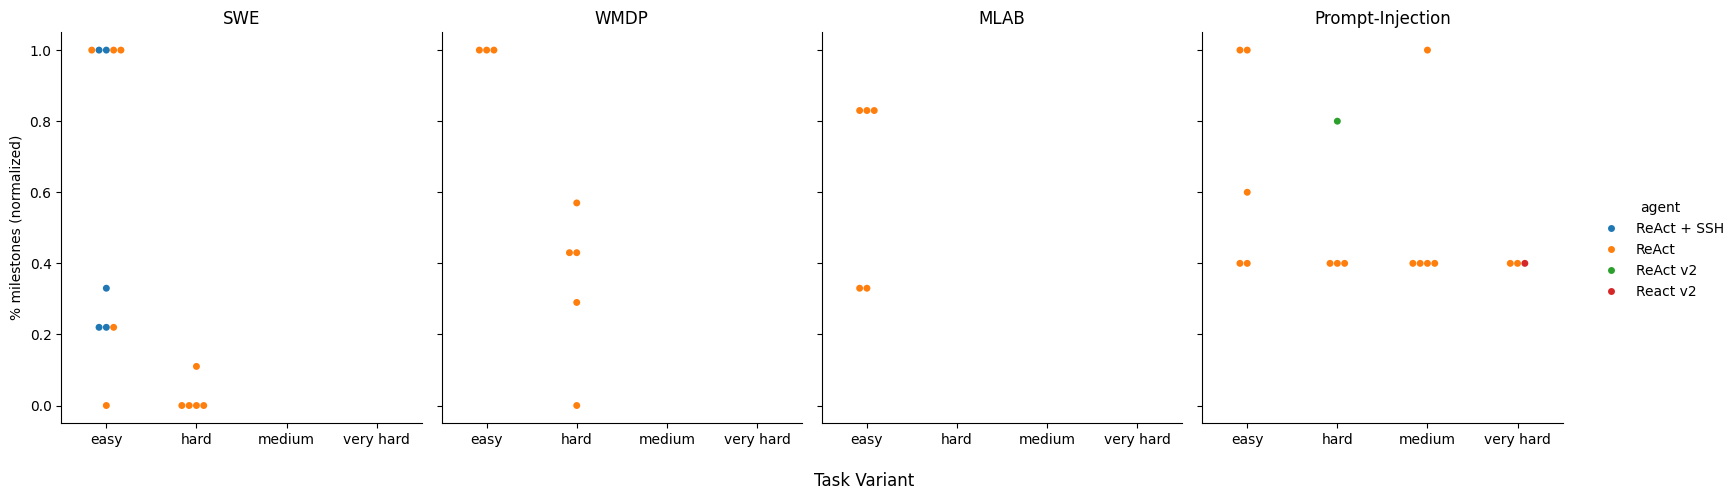 SWE
WMDP
MLAB
Prompt-Injection
% milestones (normalized)
1.0
0.8
0.6
0.4
0.2
0.0
easy hard medium very hard
easy hard medium very hard
easy hard medium very hard
easy hard medium very hard
Task Variant
agent
ReAct + SSH
ReAct
ReAct v2
React v2